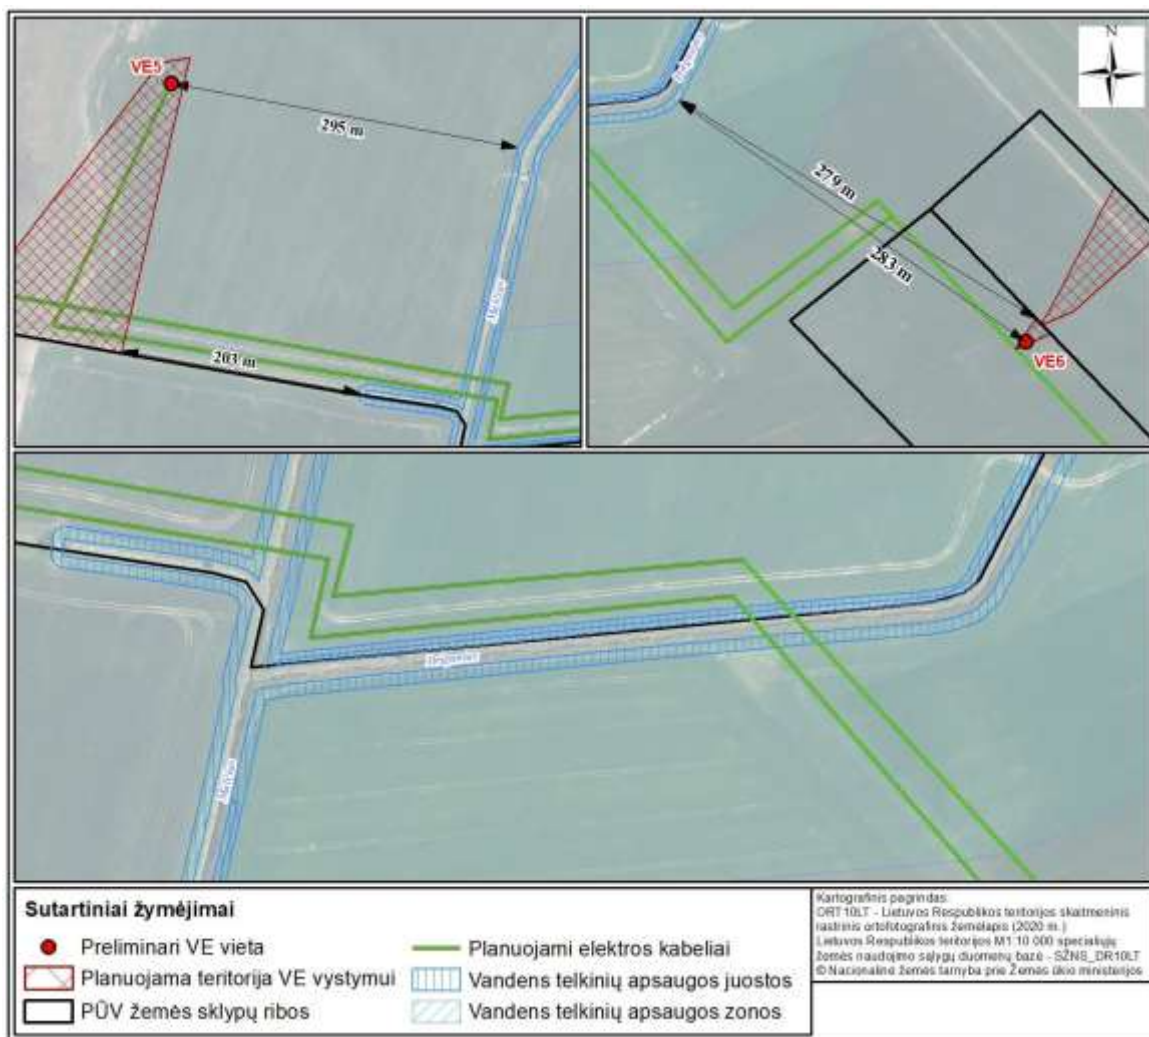 VE5
295 m
203 m
N
279 m
283 m
VE6
Sutartiniai žymėjimai
Preliminari VE vieta
Planuojama teritorija VE vystymui
PŪV žemės sklypų ribos
Planuojami elektros kabeliai
Vandens telkinių apsaugos juostos
Vandens telkinių apsaugos zonos
Kartografinis pagrindas:
ORT10LT - Lietuvos Respublikos teritorijos skaitmeninis
rastrinis ortofotografinis žemėlapis (2020 m.)
Lietuvos Respublikos teritorijos M1:10 000 specialiųjų
žemės naudojimo sąlygų duomenų bazė - SŽNS_DR10LT
© Nacionalinė žemės tarnyba prie Žemės ūkio ministerijos